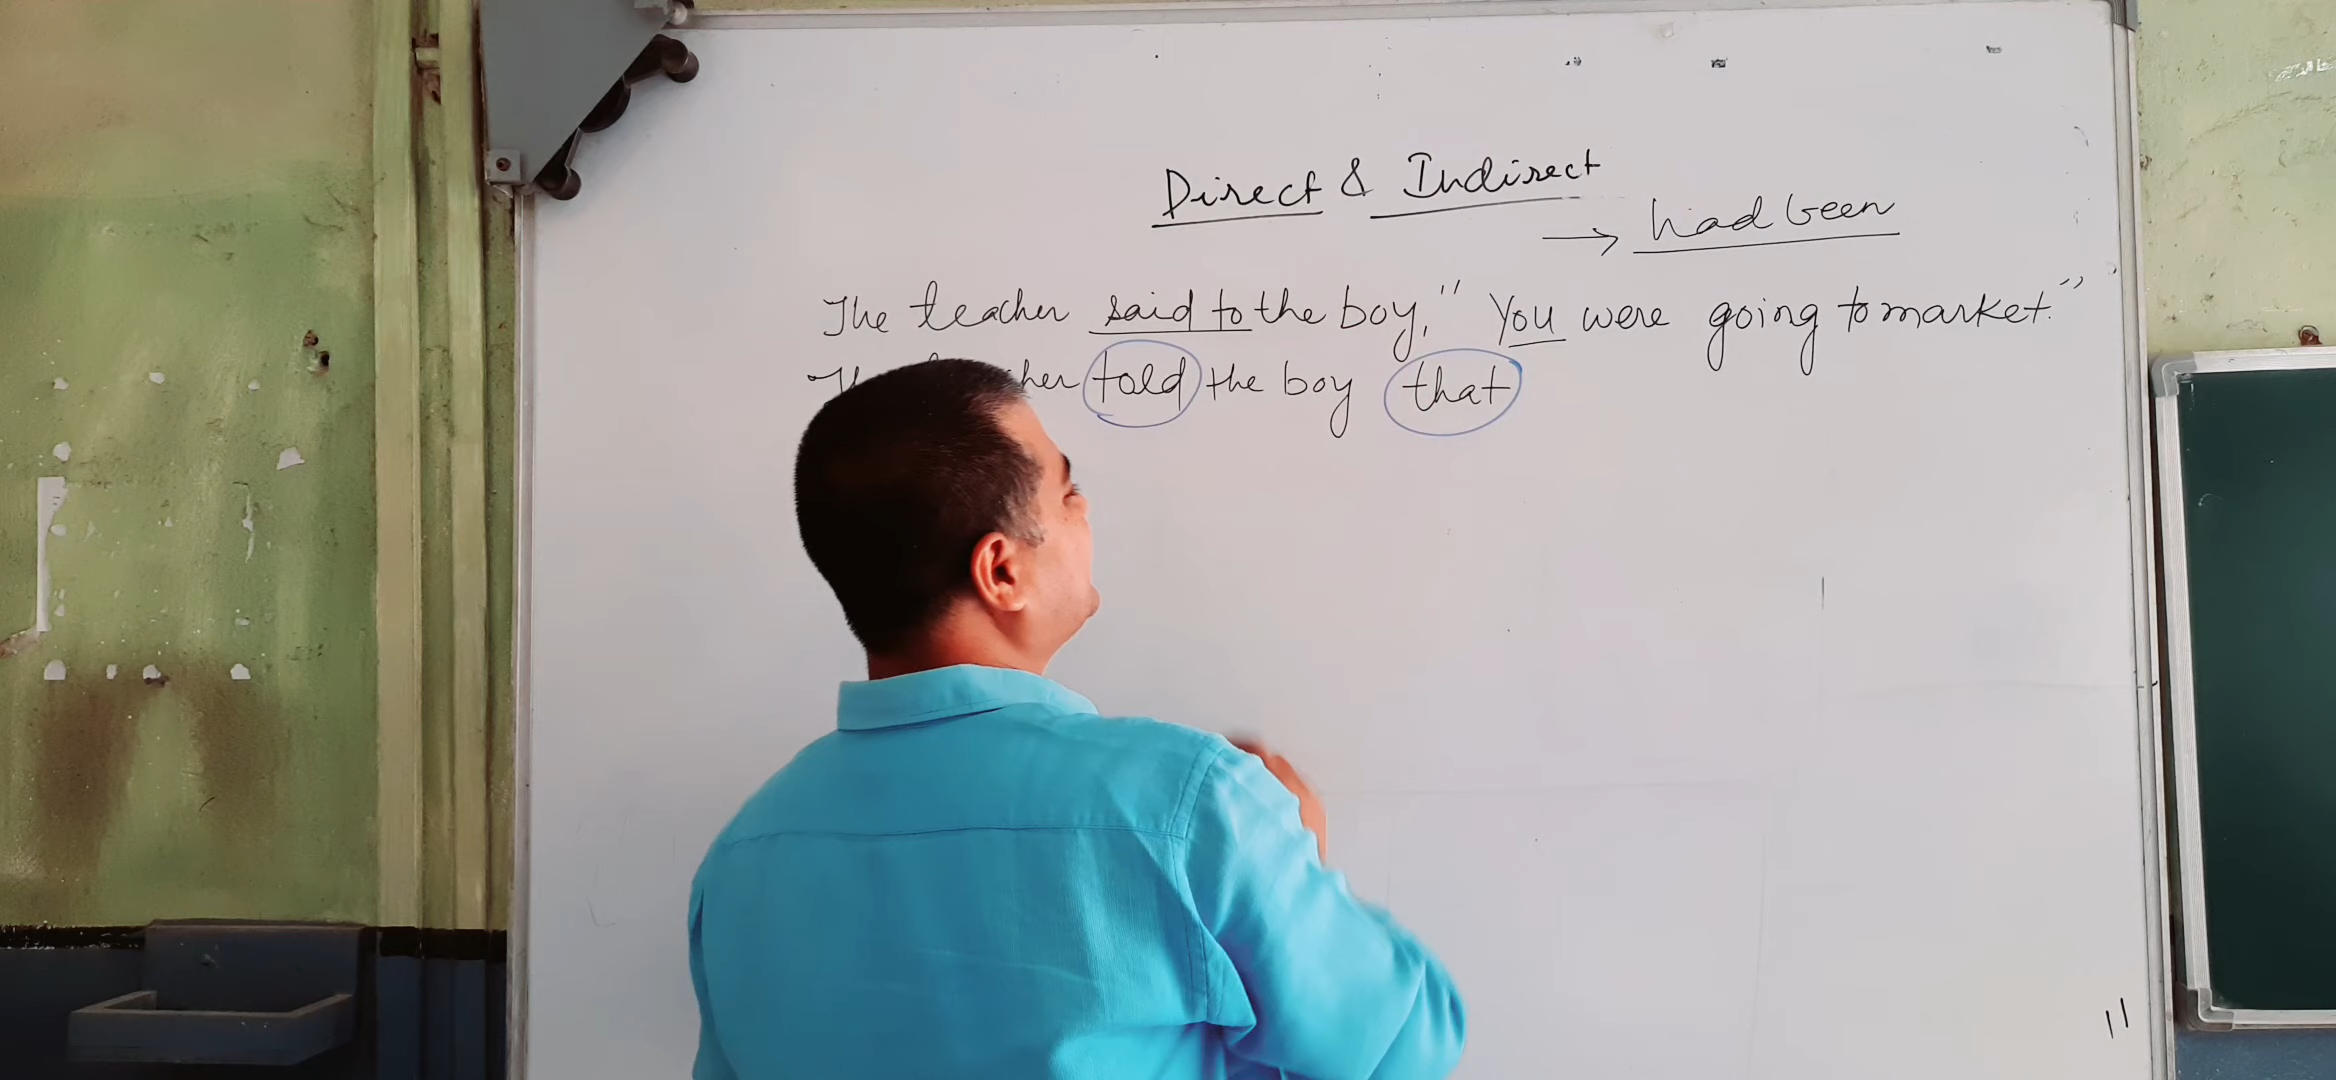 Direct & Indirect
→ had been
The teacher said to the boy, " You were going to market."
told the boy that
11